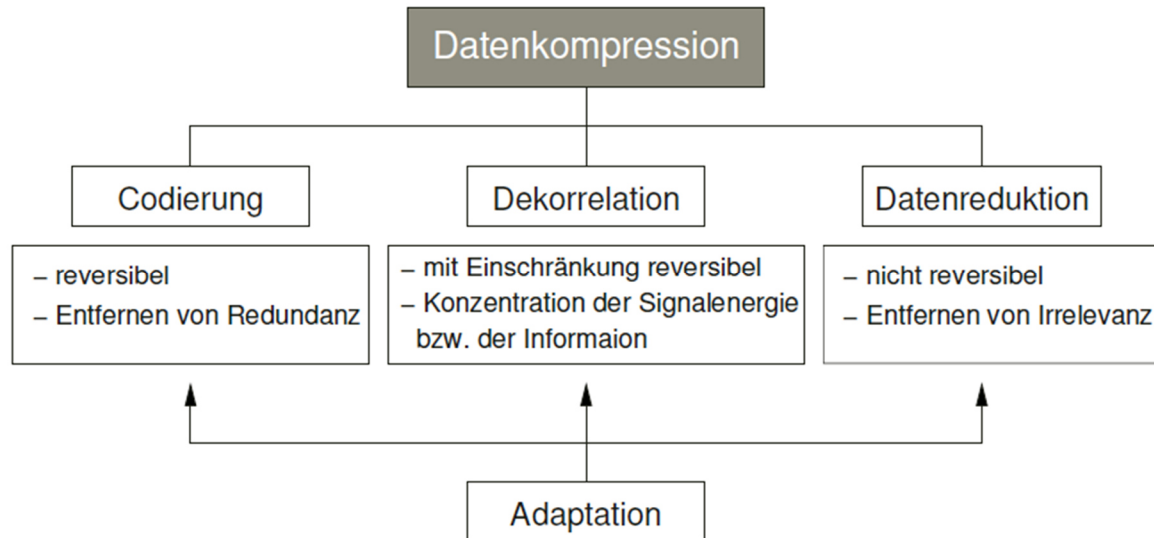 Datenkompression
Codierung
Dekorrelation
Datenreduktion
– reversibel
– Entfernen von Redundanz
– mit Einschränkung reversibel
– Konzentration der Signalenergie
bzw. der Informaion
– nicht reversibel
– Entfernen von Irrelevanz
Adaptation